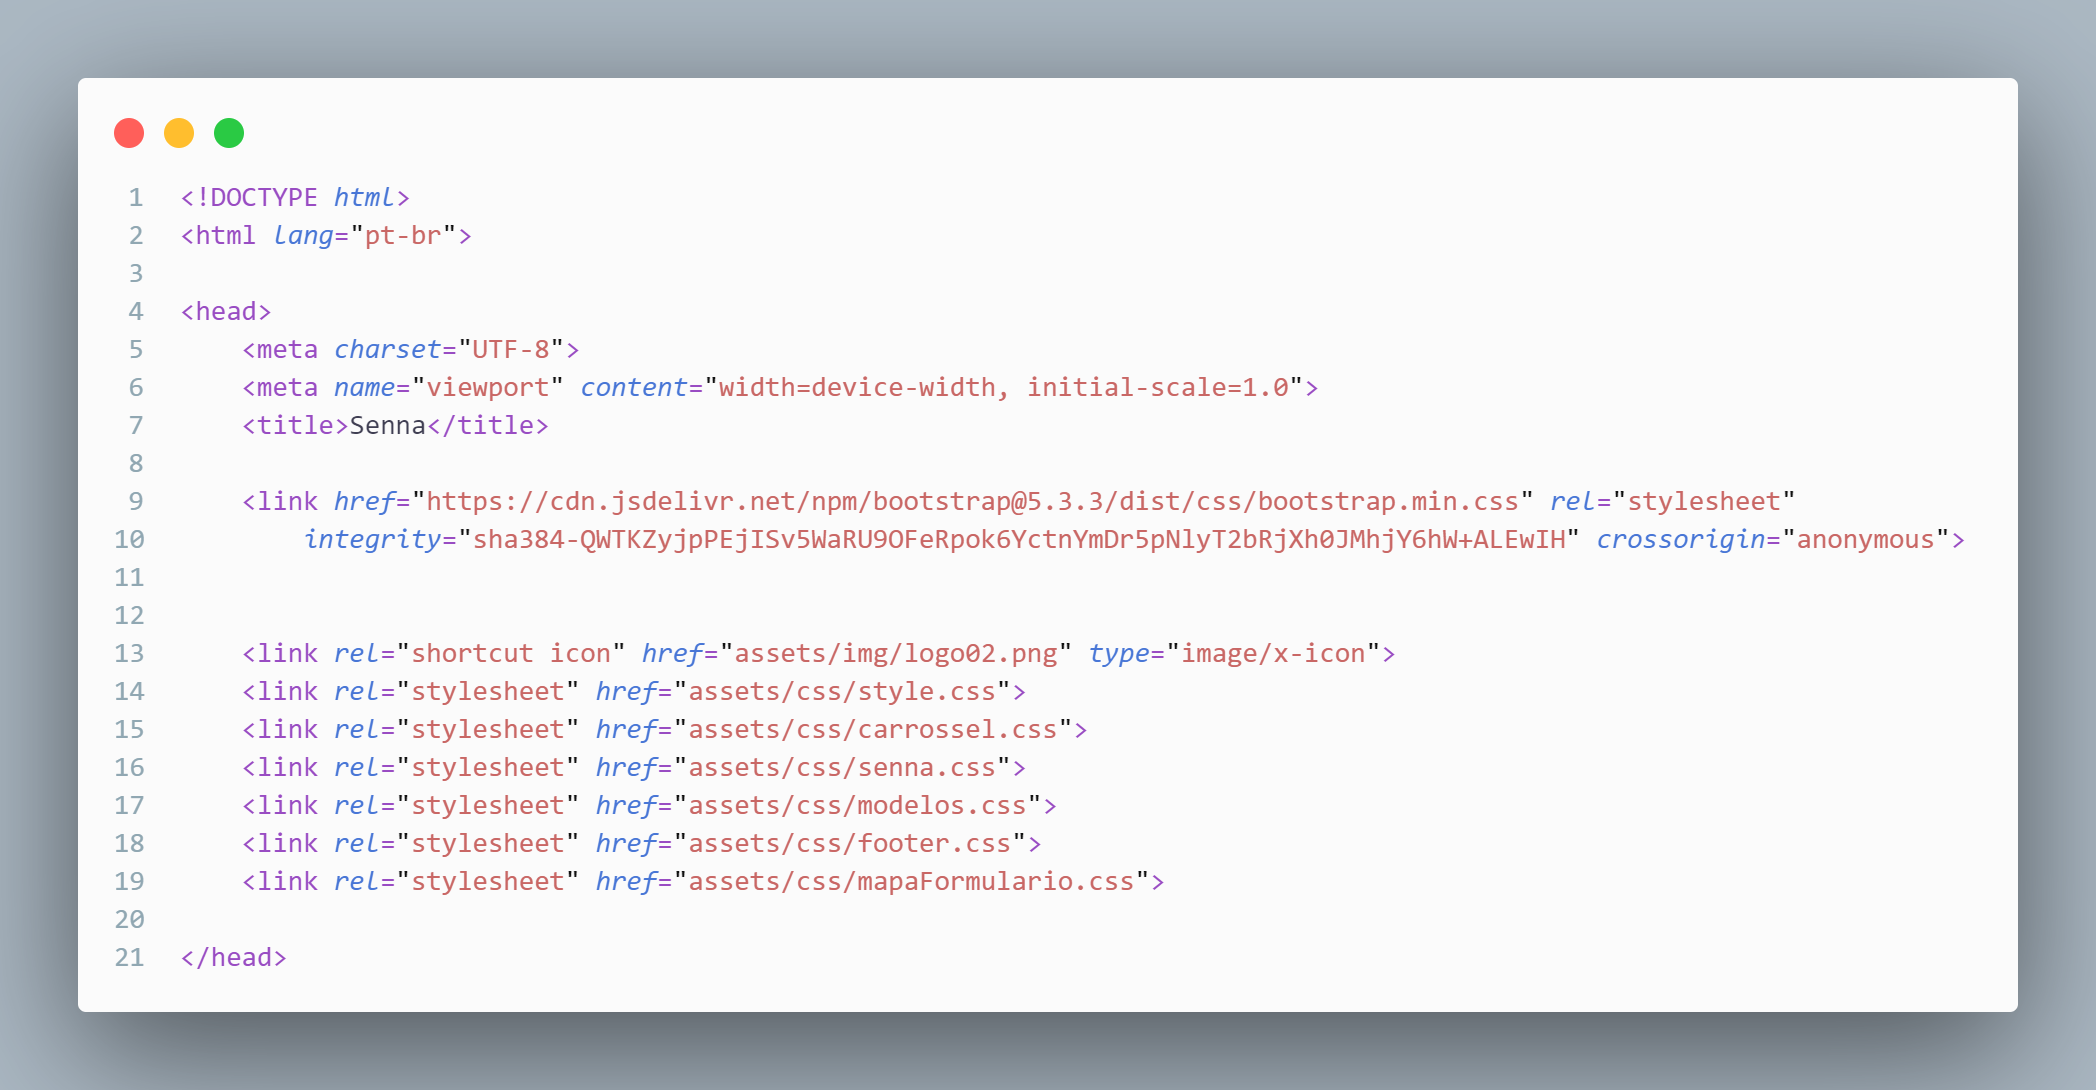 1 <!DOCTYPE html>
2 <html lang="pt-br">
3
4 <head>
5     <meta charset="UTF-8">
6     <meta name="viewport" content="width=device-width, initial-scale=1.0">
7     <title>Senna</title>
8
9     <link href="https://cdn.jsdelivr.net/npm/bootstrap@5.3.3/dist/css/bootstrap.min.css" rel="stylesheet"
10         integrity="sha384-QWTKZyjpPEjISv5WaRU9OFeRpok6YctnYmDr5pNlyT2bRjXh0JMhjY6hW+ALEwIH" crossorigin="anonymous">
11
12
13     <link rel="shortcut icon" href="assets/img/logo02.png" type="image/x-icon">
14     <link rel="stylesheet" href="assets/css/style.css">
15     <link rel="stylesheet" href="assets/css/carrossel.css">
16     <link rel="stylesheet" href="assets/css/senna.css">
17     <link rel="stylesheet" href="assets/css/modelos.css">
18     <link rel="stylesheet" href="assets/css/footer.css">
19     <link rel="stylesheet" href="assets/css/mapaFormulario.css">
20
21 </head>